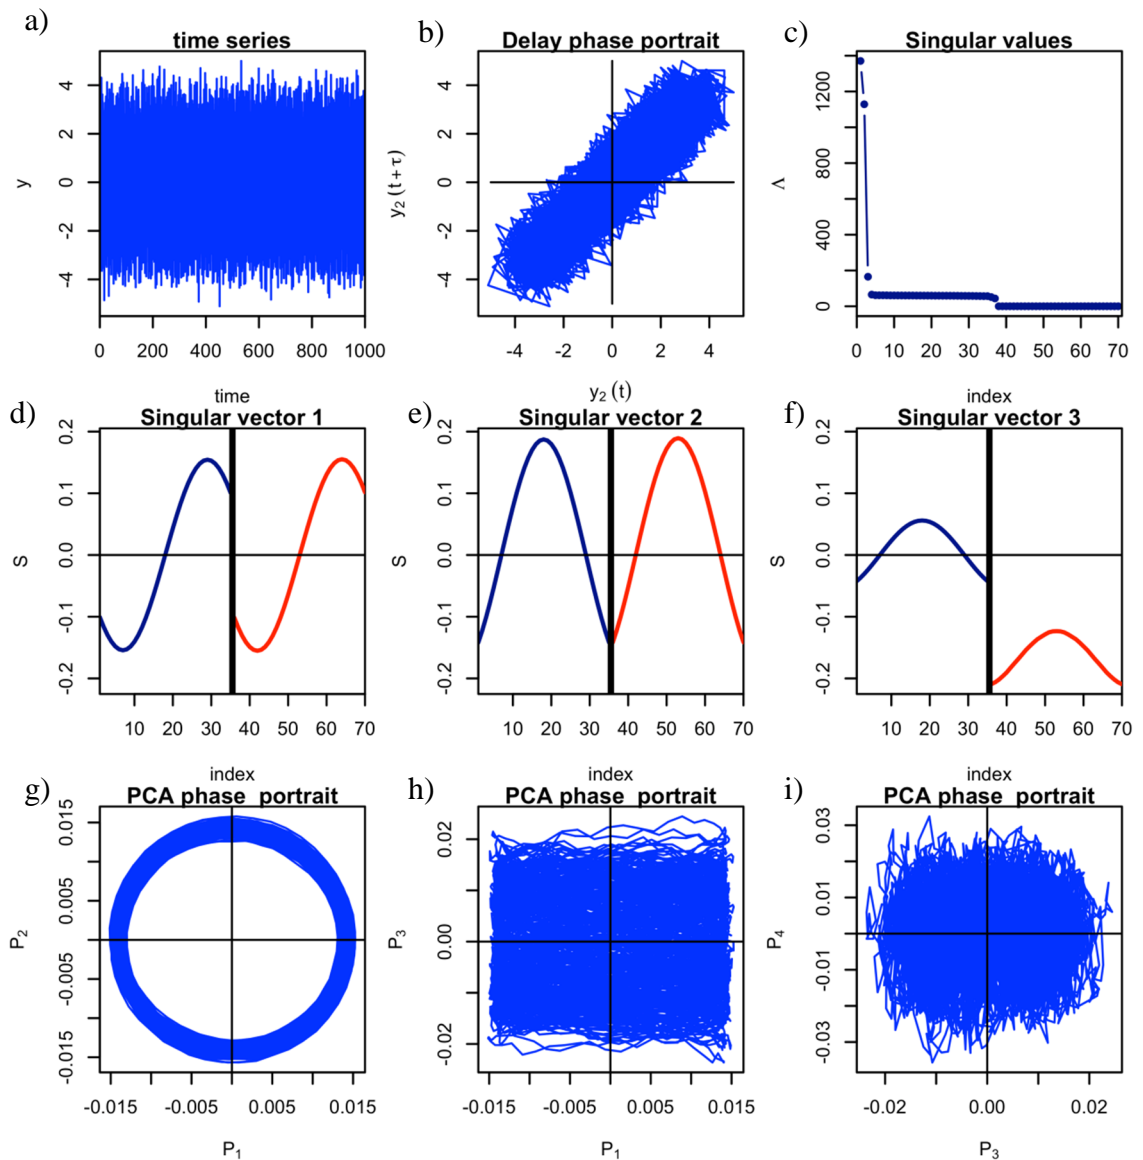 a)
time series
y
4
2
0
-2
-4
0 200 400 600 800 1000
time
b)
Delay phase portrait
y₂ (t+τ)
4
2
0
-2
-4
-4 -2 0 2 4
y₂ (t)
c)
Singular values
Λ
1200
800
400
0
0 10 20 30 40 50 60 70
index
d)
Singular vector 1
S
0.2
0.1
0.0
-0.1
-0.2
10 20 30 40 50 60 70
index
e)
Singular vector 2
S
0.2
0.1
0.0
-0.1
-0.2
10 20 30 40 50 60 70
index
f)
Singular vector 3
S
0.2
0.1
0.0
-0.1
-0.2
10 20 30 40 50 60 70
index
g)
PCA phase portrait
P₂
0.015
0.005
-0.005
-0.015
-0.015 -0.005 0.005 0.015
P₁
h)
PCA phase portrait
P₃
0.02
0.00
-0.02
-0.015 -0.005 0.005 0.015
P₁
i)
PCA phase portrait
P₄
0.03
0.01
-0.01
-0.03
-0.02 0.00 0.02
P₃